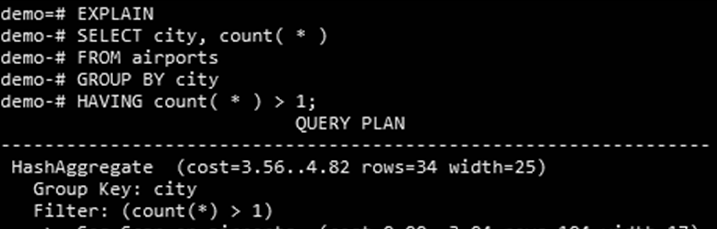 demo=# EXPLAIN
demo-# SELECT city, count( * )
demo-# FROM airports
demo-# GROUP BY city
demo-# HAVING count( * ) > 1;
QUERY PLAN
-----------------------------------------------------------------------
HashAggregate (cost=3.56..4.82 rows=34 width=25)
Group Key: city
Filter: (count(*) > 1)